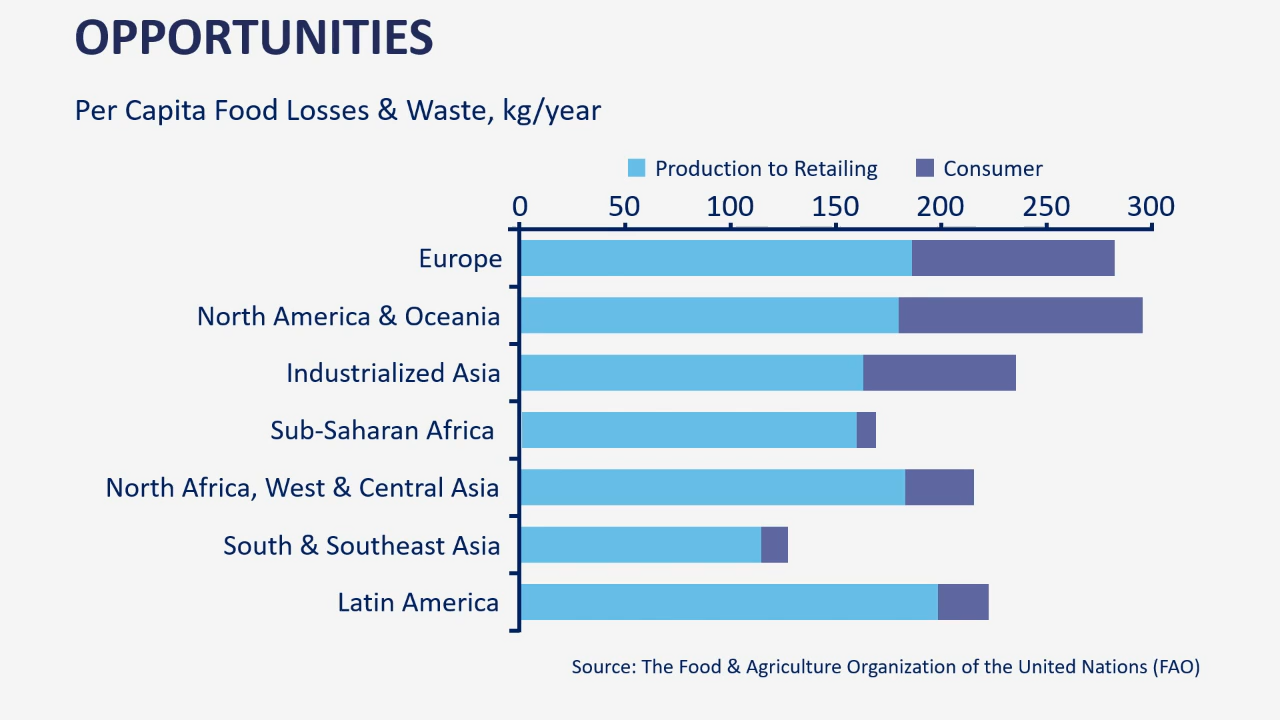 OPPORTUNITIES
Per Capita Food Losses & Waste, kg/year
Production to Retailing Consumer
0 50 100 150 200 250 300
Europe
North America & Oceania
Industrialized Asia
Sub-Saharan Africa
North Africa, West & Central Asia
South & Southeast Asia
Latin America
Source: The Food & Agriculture Organization of the United Nations (FAO)